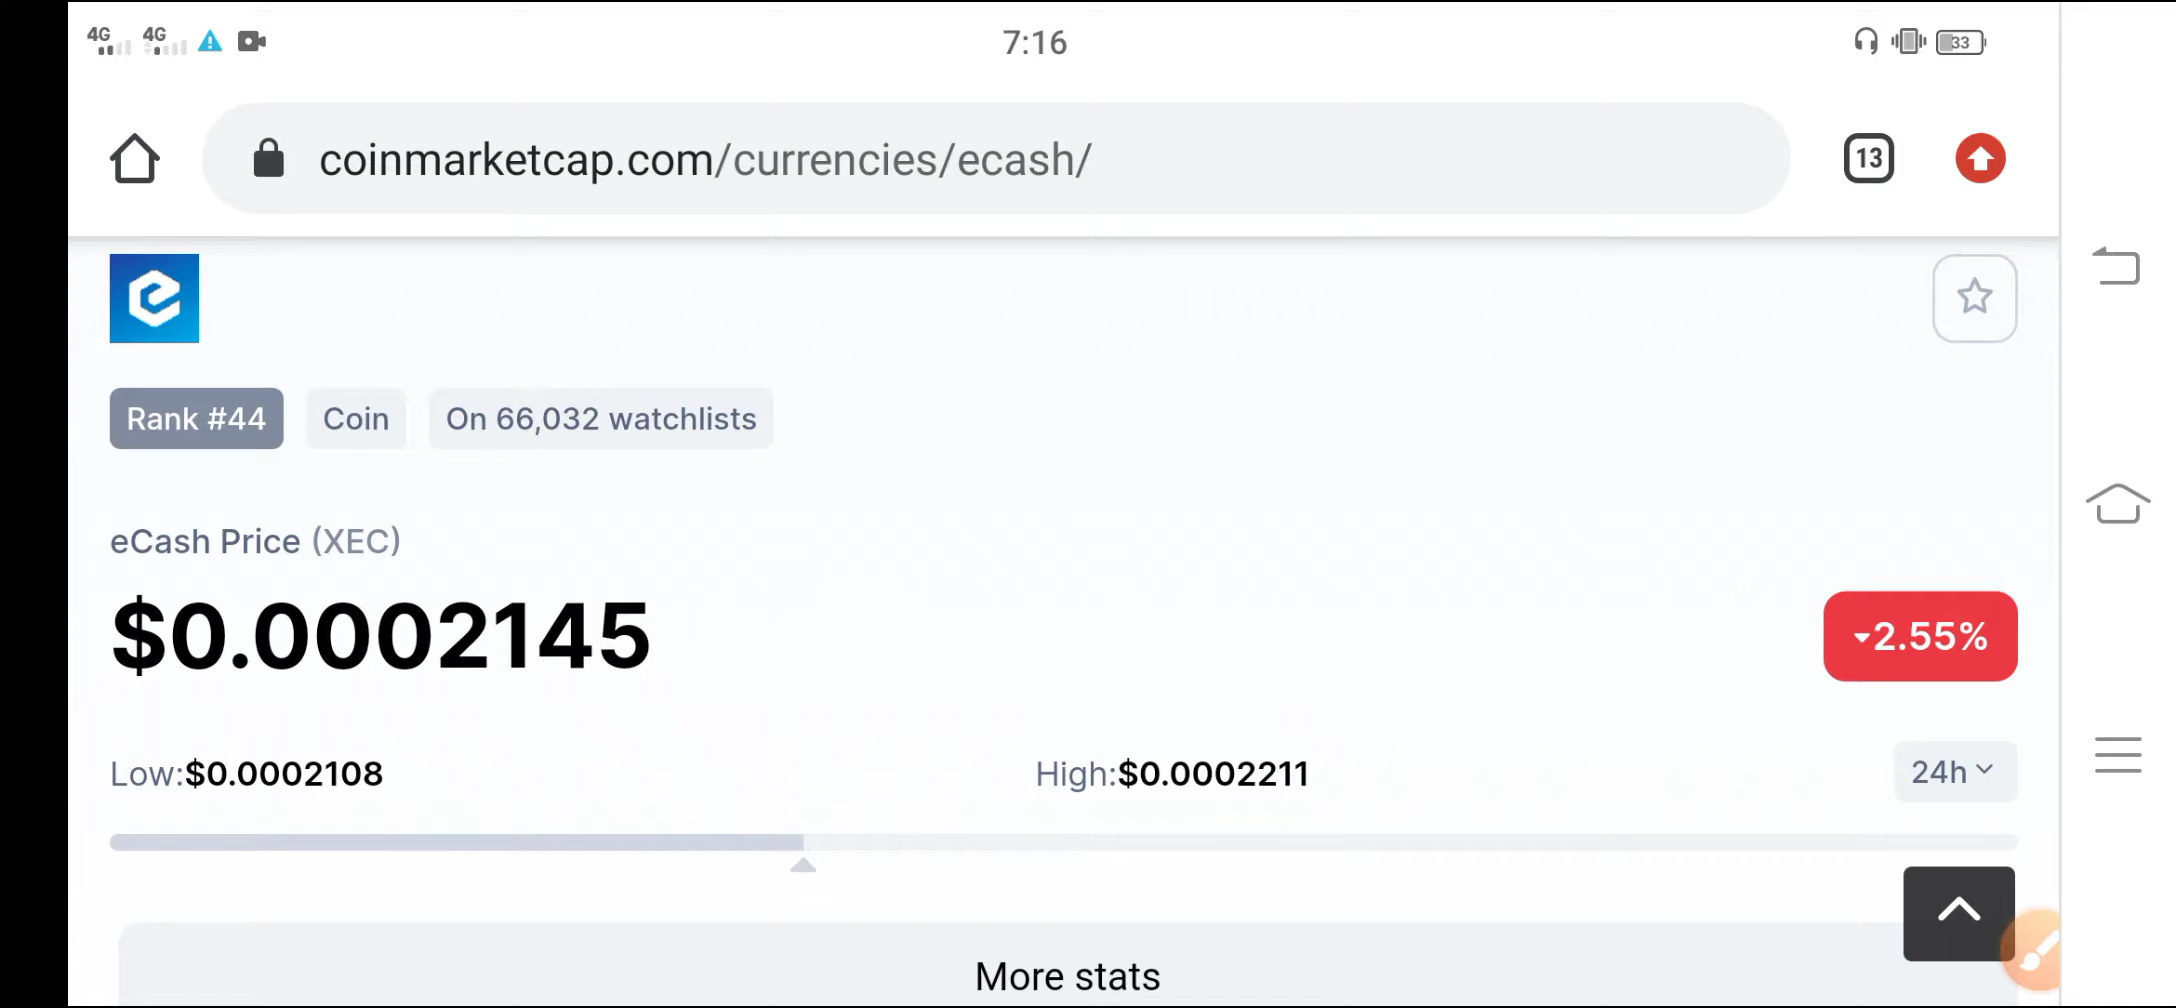 4G 4G 7:16 33
coinmarketcap.com/currencies/ecash/ 13
Rank #44 Coin On 66,032 watchlists
eCash Price (XEC)
$0.0002145 2.55%
Low:$0.0002108 High:$0.0002211 24h
More stats